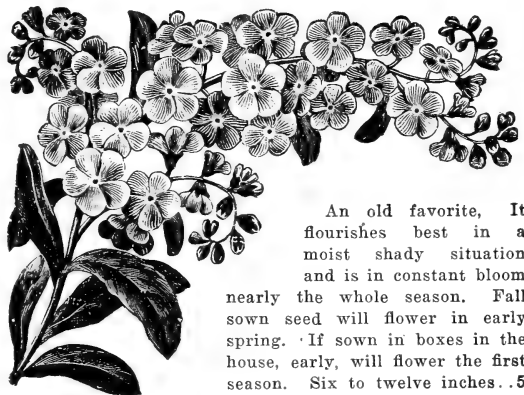 An old favorite, It
flourishes best in a
moist shady situation
and is in constant bloom
nearly the whole season. Fall
sown seed will flower in early
spring. If sown in boxes in the
house, early, will flower the first
season. Six to twelve inches..5